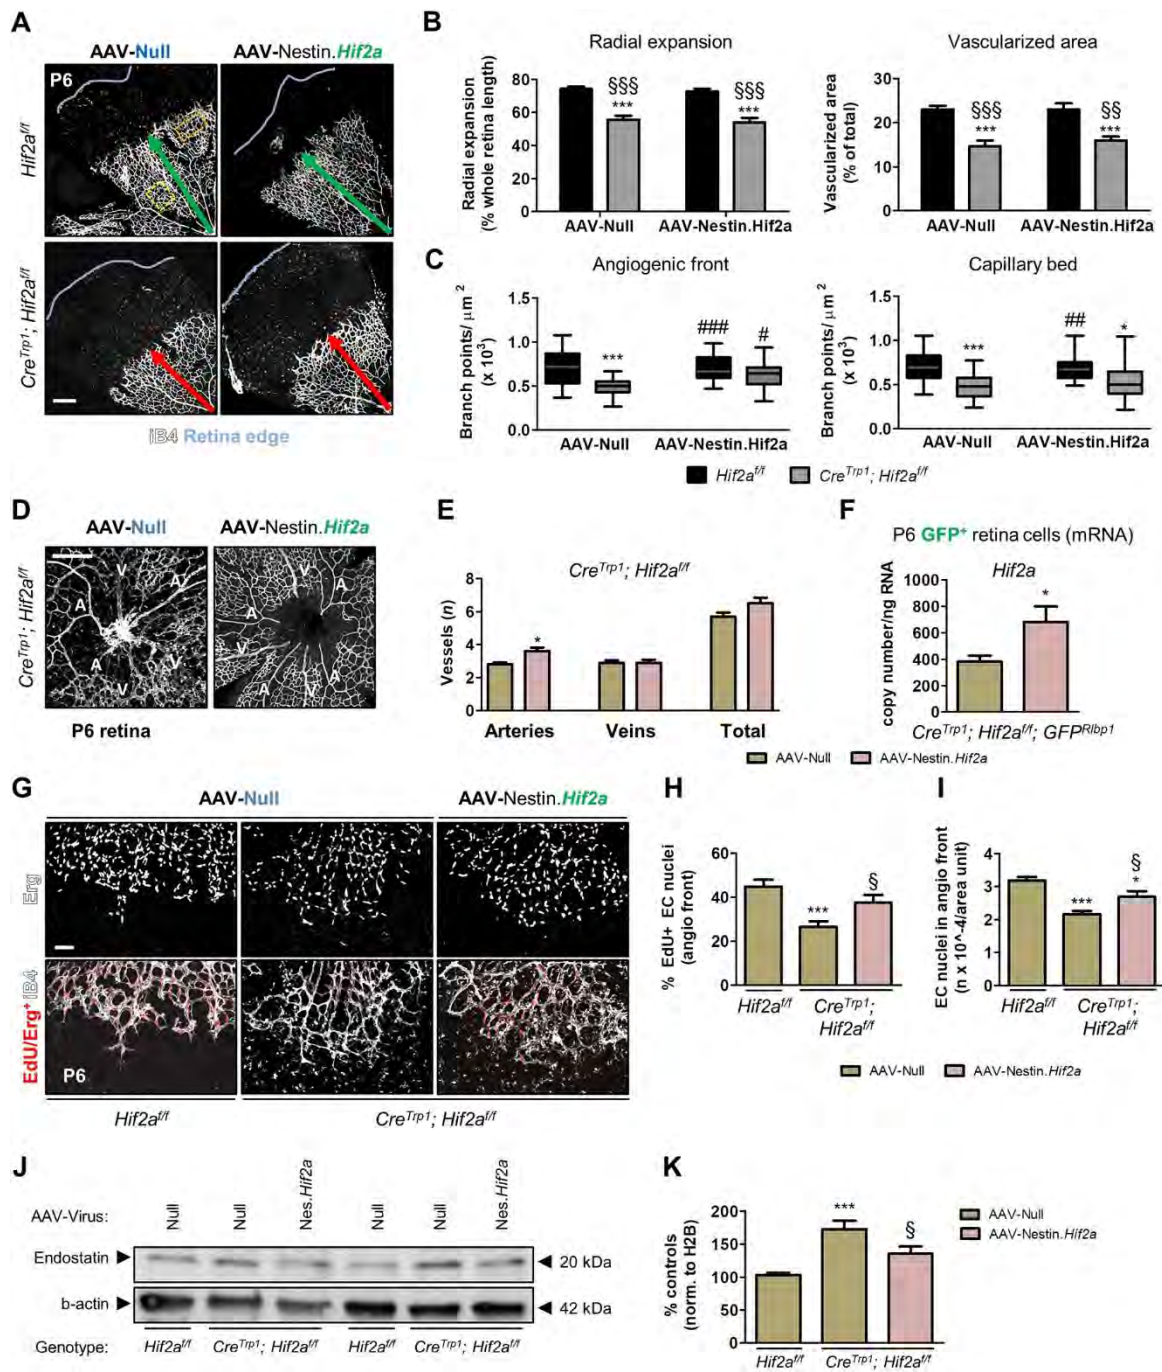 A
AAV-Null
AAV-Nestin.Hif2a
P6
Hif2a^f/f
Cre^Trp1; Hif2a^f/f
iB4 Retina edge
B
Radial expansion
Radial expansion
(% whole retina length)
80
60
40
20
0
§§§
***
§§§
***
AAV-Null
AAV-Nestin.Hif2a
Vascularized area
Vascularized area
(% of total)
30
20
10
0
§§§
***
§§
***
AAV-Null
AAV-Nestin.Hif2a
C
Angiogenic front
Branch points/ μm²
(x 10³)
1.5
1.0
0.5
0.0
***
###
#
AAV-Null
AAV-Nestin.Hif2a
Capillary bed
Branch points/ μm²
(x 10³)
1.5
1.0
0.5
0.0
***
##
*
AAV-Null
AAV-Nestin.Hif2a
Hif2a^f/f
Cre^Trp1; Hif2a^f/f
D
AAV-Null
AAV-Nestin.Hif2a
Cre^Trp1; Hif2a^f/f
V
A
A
V
A
V
A
A
V
A
V
V
A
P6 retina
E
Cre^Trp1; Hif2a^f/f
Vessels (n)
8
6
4
2
0
*
Arteries
Veins
Total
F
P6 GFP⁺ retina cells (mRNA)
Hif2a
copy number/ng RNA
1000
800
600
400
200
0
*
Cre^Trp1; Hif2a^f/f; GFP^Rlbp1
AAV-Null
AAV-Nestin.Hif2a
G
AAV-Null
AAV-Nestin.Hif2a
Erg
EdU/Erg⁺ iB4
P6
Hif2a^f/f
Cre^Trp1; Hif2a^f/f
H
% EdU+ EC nuclei
(angio front)
60
40
20
0
***
§
Hif2a^f/f
Cre^Trp1;
Hif2a^f/f
I
EC nuclei in angio front
(n x 10^-4/area unit)
4
3
2
1
0
***
§
*
Hif2a^f/f
Cre^Trp1;
Hif2a^f/f
AAV-Null
AAV-Nestin.Hif2a
J
AAV-Virus:
Null
Null
Nes.Hif2a
Null
Null
Nes.Hif2a
Endostatin
20 kDa
b-actin
42 kDa
Genotype:
Hif2a^f/f
Cre^Trp1; Hif2a^f/f
Hif2a^f/f
Cre^Trp1; Hif2a^f/f
K
% controls
(norm. to H2B)
200
150
100
50
0
***
§
Hif2a^f/f
Cre^Trp1; Hif2a^f/f
AAV-Null
AAV-Nestin.Hif2a